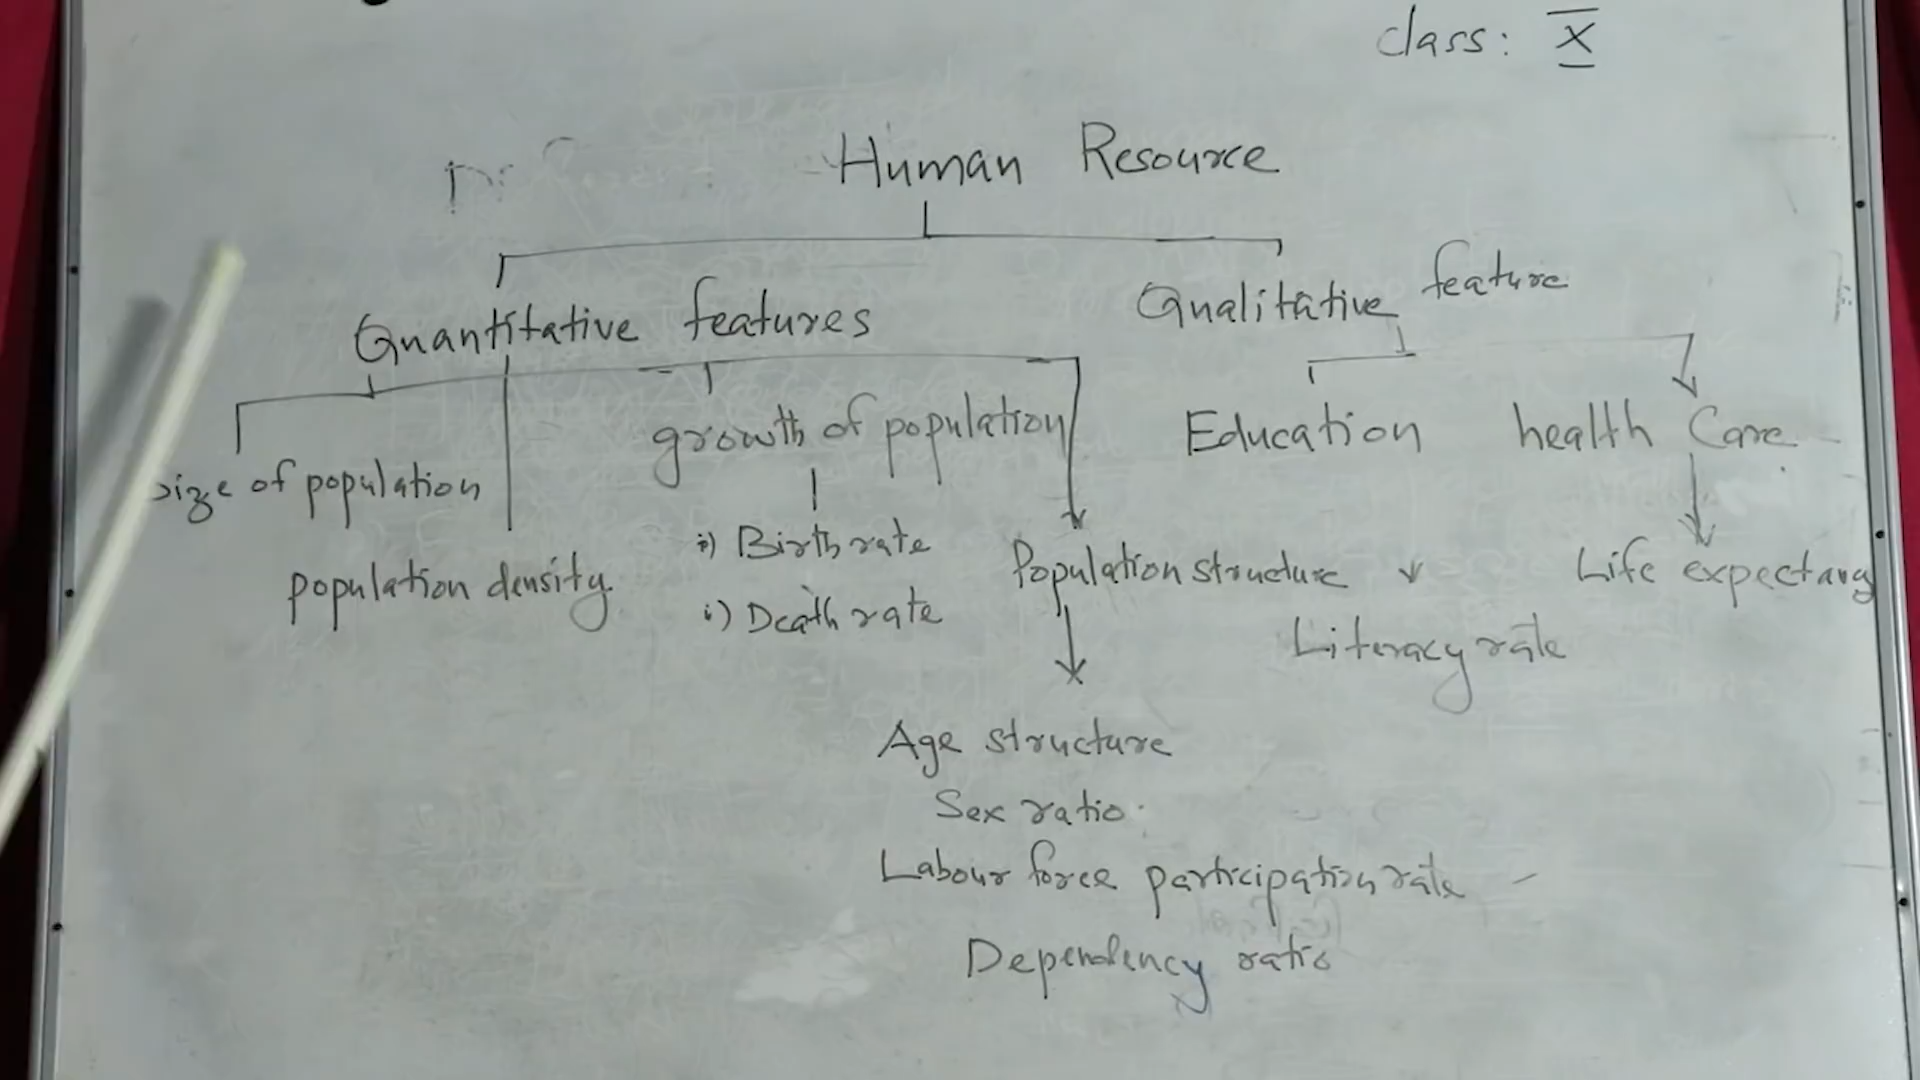 class: X
Human Resource
Quantitative features
Qualitative feature
size of population
population density
growth of population
i) Birth rate
i) Death rate
Population structure
Education
health Care
Literacy rate
Life expectancy
Age structure
Sex ratio.
Labour force participation rate
Dependency ratio